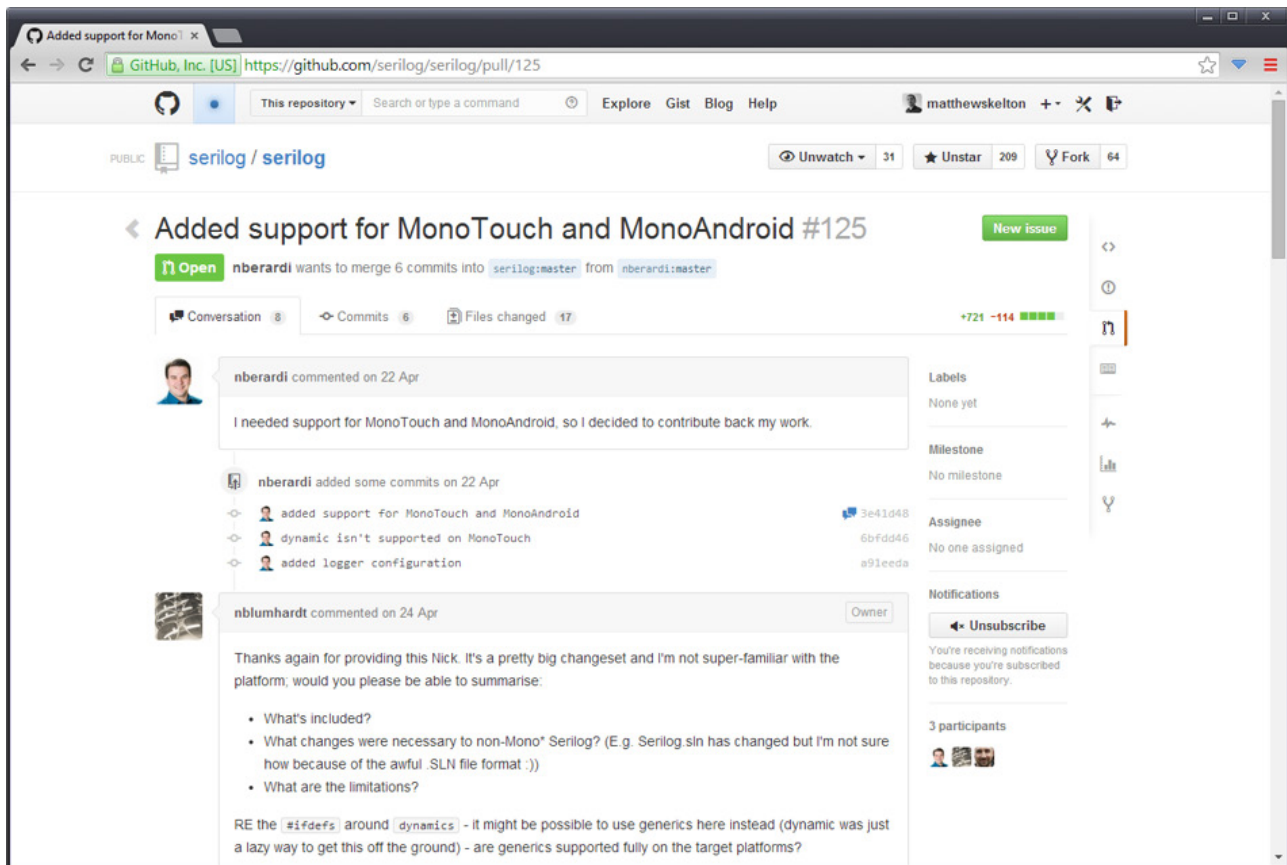 Added support for MonoT
GitHub, Inc. [US] https://github.com/serilog/serilog/pull/125
This repository Search or type a command Explore Gist Blog Help matthewskelton
PUBLIC serilog / serilog Unwatch 31 Unstar 209 Fork 64
Added support for MonoTouch and MonoAndroid #125 New issue
Open nberardi wants to merge 6 commits into serilog:master from nberardi:master
Conversation 8 Commits 6 Files changed 17 +721 −114
nberardi commented on 22 Apr
I needed support for MonoTouch and MonoAndroid, so I decided to contribute back my work.
nberardi added some commits on 22 Apr
added support for MonoTouch and MonoAndroid 3e41d48
dynamic isn't supported on MonoTouch 6bfdd46
added logger configuration a91eeda
nblumhardt commented on 24 Apr Owner
Thanks again for providing this Nick. It's a pretty big changeset and I'm not super-familiar with the
platform; would you please be able to summarise:
• What's included?
• What changes were necessary to non-Mono* Serilog? (E.g. Serilog.sln has changed but I'm not sure
how because of the awful .SLN file format :))
• What are the limitations?
RE the #ifdefs around dynamics - it might be possible to use generics here instead (dynamic was just
a lazy way to get this off the ground) - are generics supported fully on the target platforms?
Labels
None yet
Milestone
No milestone
Assignee
No one assigned
Notifications
Unsubscribe
You're receiving notifications
because you're subscribed
to this repository.
3 participants